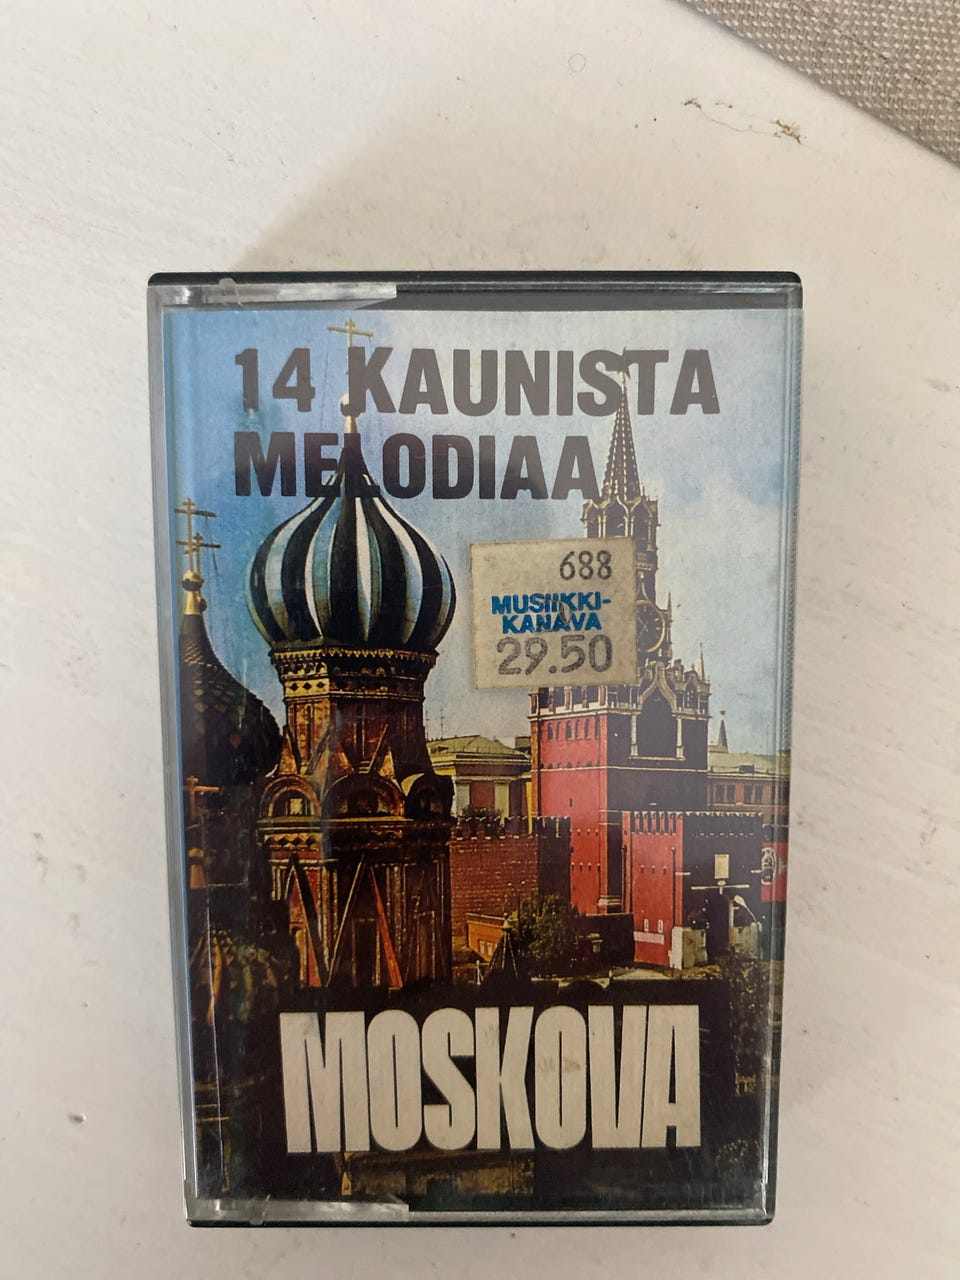 14 KAUNISTA
MELODIAA
688
MUSIIKKI-
KANAVA
29.50
MOSKOVA